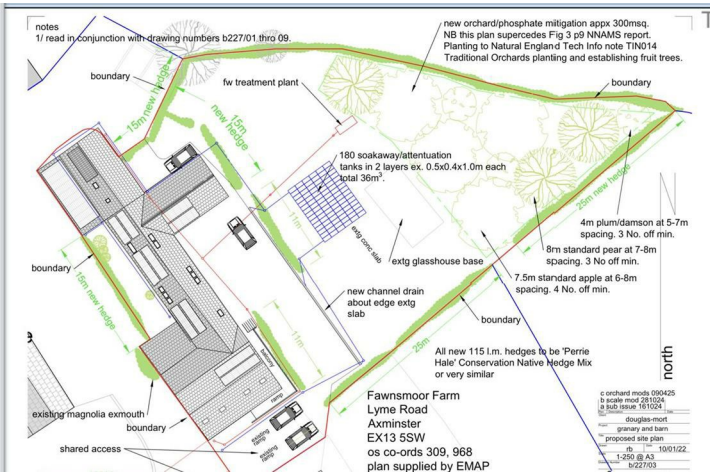 notes
1/ read in conjunction with drawing numbers b227/01 thro 09.
new orchard/phosphate mitigation appx 300msq.
NB this plan supercedes Fig 3 p9 NNAMS report.
Planting to Natural England Tech Info note TIN014
Traditional Orchards planting and establishing fruit trees.
boundary
fw treatment plant
boundary
15m new hedge
15m
new hedge
180 soakaway/attentuation
tanks in 2 layers ex. 0.5x0.4x1.0m each
total 36m³.
25m new hedge
11m
4m plum/damson at 5-7m
spacing. 3 No. off min.
extg conc slab
8m standard pear at 7-8m
spacing. 3 No off min.
extg glasshouse base
boundary
15m new hedge
7.5m standard apple at 6-8m
spacing. 4 No. off min.
new channel drain
about edge extg
slab
boundary
11m
25m
All new 115 l.m. hedges to be 'Perrie
Hale' Conservation Native Hedge Mix
or very similar
north
balcony
ramp
existing magnolia exmouth
boundary
existing
ramp
existing
ramp
shared access
Fawnsmoor Farm
Lyme Road
Axminster
EX13 5SW
os co-ords 309, 968
plan supplied by EMAP
c orchard mods 090425
b scale mod 281024
a sub issue 161024
douglas-mort
granary and barn
proposed site plan
rb 10/01/22
1-250 @ A3
b/227/03